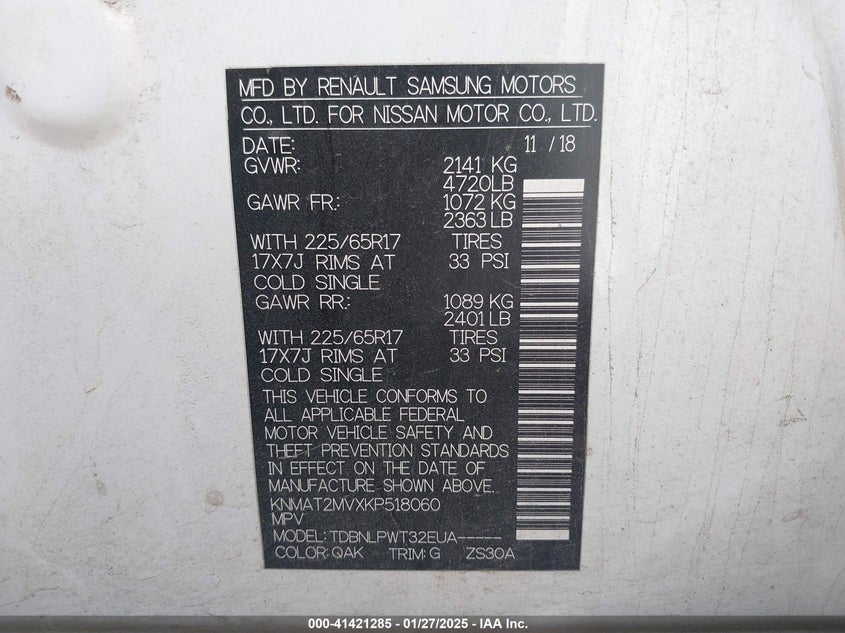 MFD BY RENAULT SAMSUNG MOTORS
CO., LTD. FOR NISSAN MOTOR CO., LTD.
DATE: 11 / 18
GVWR: 2141 KG
4720LB
GAWR FR.: 1072 KG
2363 LB
WITH 225/65R17 TIRES
17X7J RIMS AT 33 PSI
COLD SINGLE
GAWR RR.: 1089 KG
2401 LB
WITH 225/65R17 TIRES
17X7J RIMS AT 33 PSI
COLD SINGLE
THIS VEHICLE CONFORMS TO
ALL APPLICABLE FEDERAL
MOTOR VEHICLE SAFETY AND
THEFT PREVENTION STANDARDS
IN EFFECT ON THE DATE OF
MANUFACTURE SHOWN ABOVE.
KNMAT2MVXKP518060
MPV
MODEL: TDBNLPWT32EUA-----
COLOR: QAK TRIM: G ZS30A
000-41421285 - 01/27/2025 - IAA Inc.